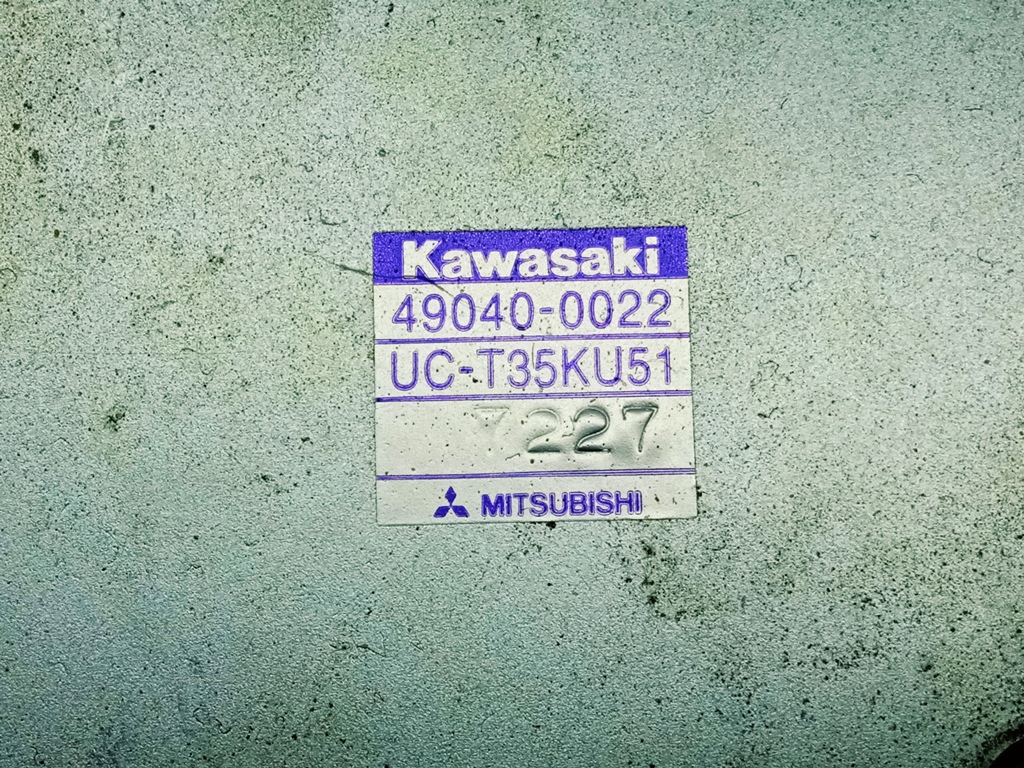 Kawasaki
49040-0022
UC-T35KU51
7227
MITSUBISHI